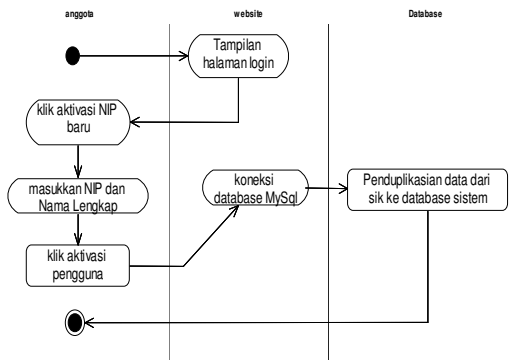 anggota
website
Database
Tampilan
halaman login
klik aktivasi NIP
baru
masukkan NIP dan
Nama Lengkap
koneksi
database MySql
Penduplikasian data dari
sik ke database sistem
klik aktivasi
pengguna